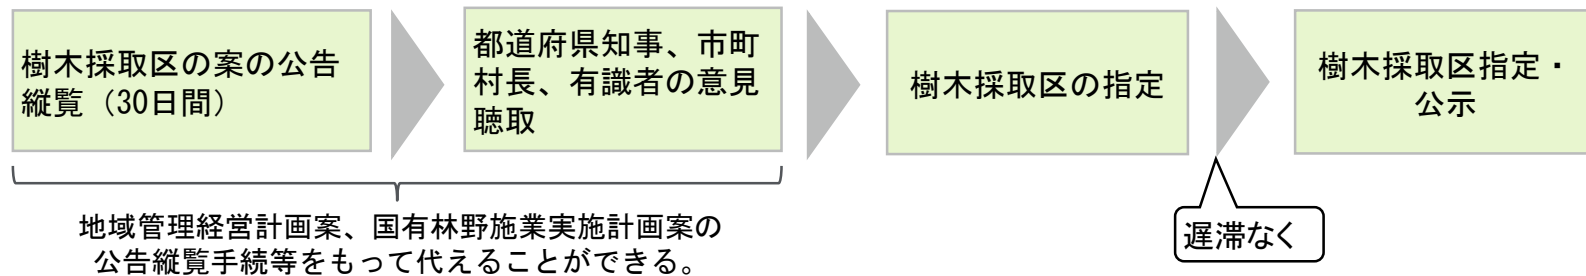 樹木採取区の案の公告
縦覧（30日間）
都道府県知事、市町
村長、有識者の意見
聴取
樹木採取区の指定
樹木採取区指定・
公示
地域管理経営計画案、国有林野施業実施計画案の
公告縦覧手続等をもって代えることができる。
遅滞なく